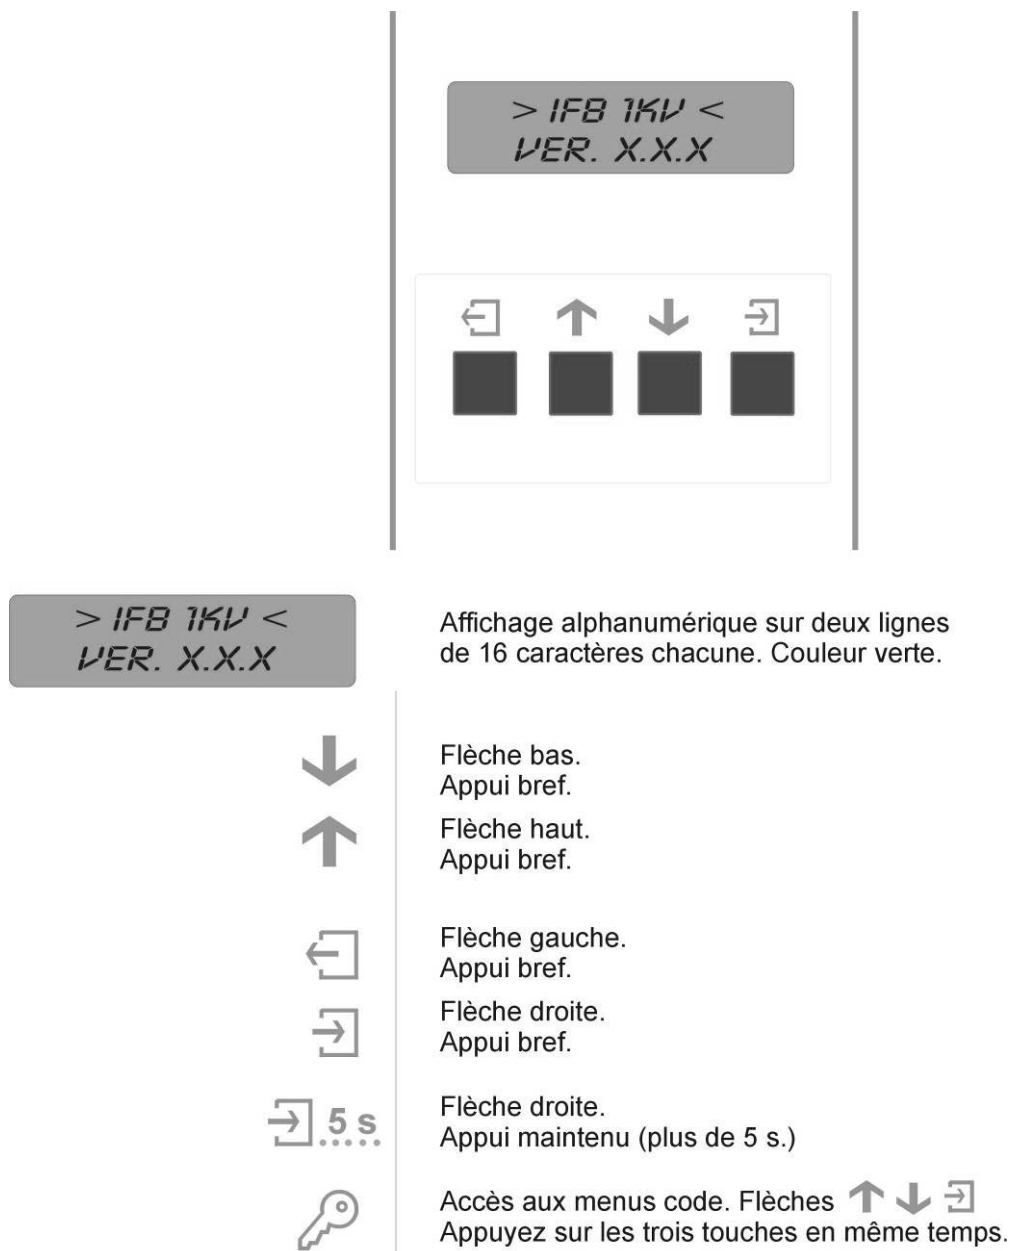 > IFB 1KV <
VER. X.X.X
> IFB 1KV <
VER. X.X.X
Affichage alphanumérique sur deux lignes
de 16 caractères chacune. Couleur verte.
Flèche bas.
Appui bref.
Flèche haut.
Appui bref.
Flèche gauche.
Appui bref.
Flèche droite.
Appui bref.
5 s
Flèche droite.
Appui maintenu (plus de 5 s.)
Accès aux menus code. Flèches
Appuyez sur les trois touches en même temps.